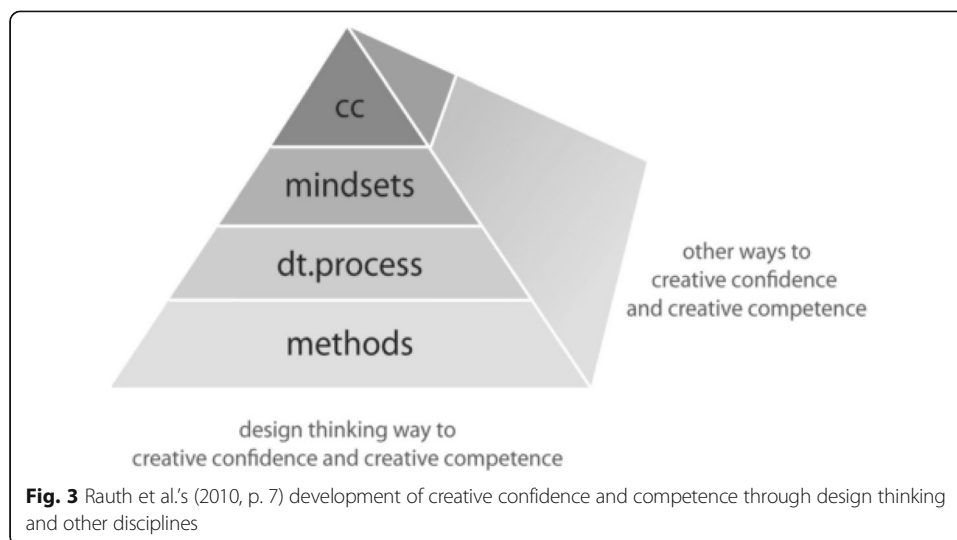 cc
mindsets
dt.process
methods
other ways to
creative confidence
and creative competence
design thinking way to
creative confidence and creative competence
Fig. 3 Rauth et al.'s (2010, p. 7) development of creative confidence and competence through design thinking
and other disciplines